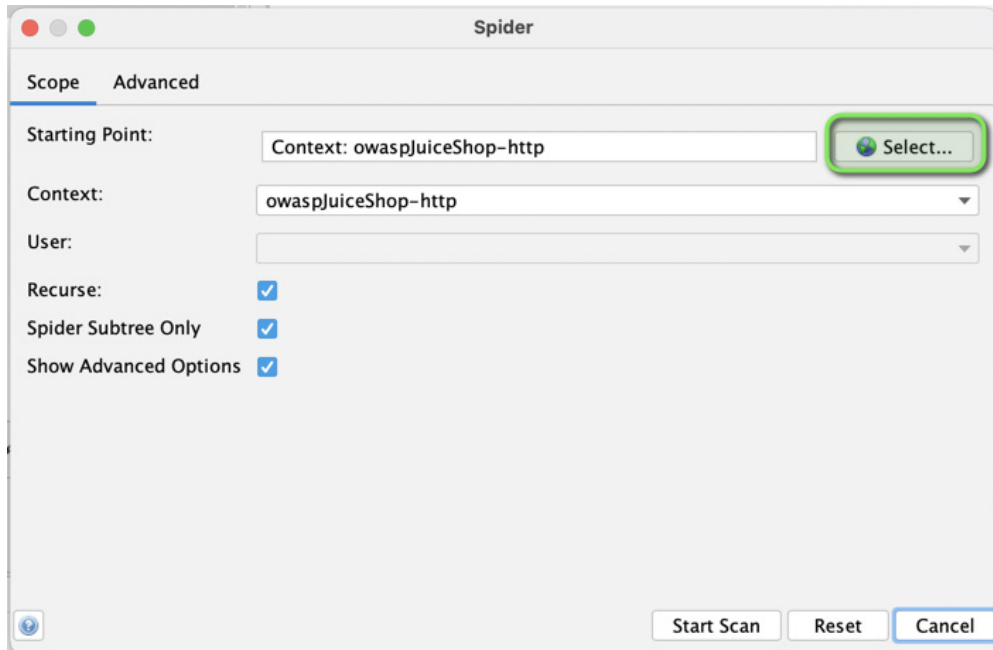 Spider
Scope Advanced
Starting Point: Context: owaspJuiceShop-http Select...
Context: owaspJuiceShop-http
User:
Recurse:
Spider Subtree Only
Show Advanced Options
? Start Scan Reset Cancel